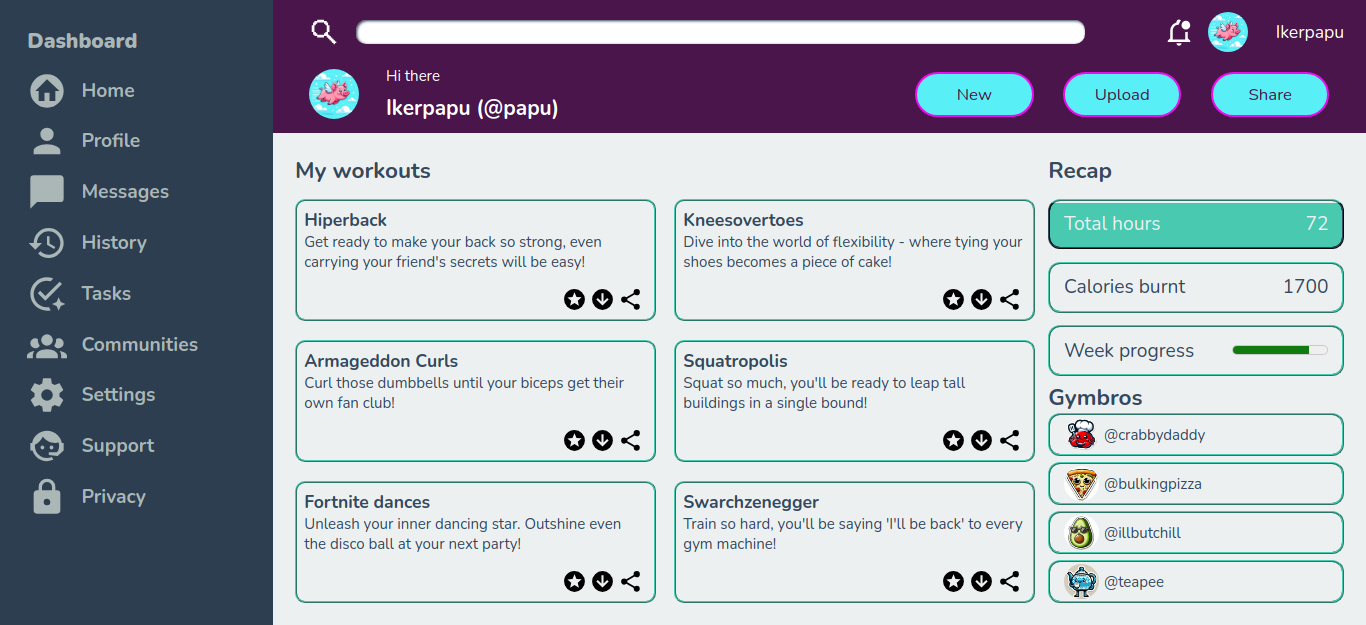 Dashboard
Home
Profile
Messages
History
Tasks
Communities
Settings
Support
Privacy
Ikerpapu
Hi there
Ikerpapu (@papu)
New
Upload
Share
My workouts
Hiperback
Get ready to make your back so strong, even
carrying your friend's secrets will be easy!
Kneesovertoes
Dive into the world of flexibility - where tying your
shoes becomes a piece of cake!
Armageddon Curls
Curl those dumbbells until your biceps get their
own fan club!
Squatropolis
Squat so much, you'll be ready to leap tall
buildings in a single bound!
Fortnite dances
Unleash your inner dancing star. Outshine even
the disco ball at your next party!
Swarchzenegger
Train so hard, you'll be saying 'I'll be back' to every
gym machine!
Recap
Total hours 72
Calories burnt 1700
Week progress
Gymbros
@crabbydaddy
@bulkingpizza
@illbutchill
@teapee